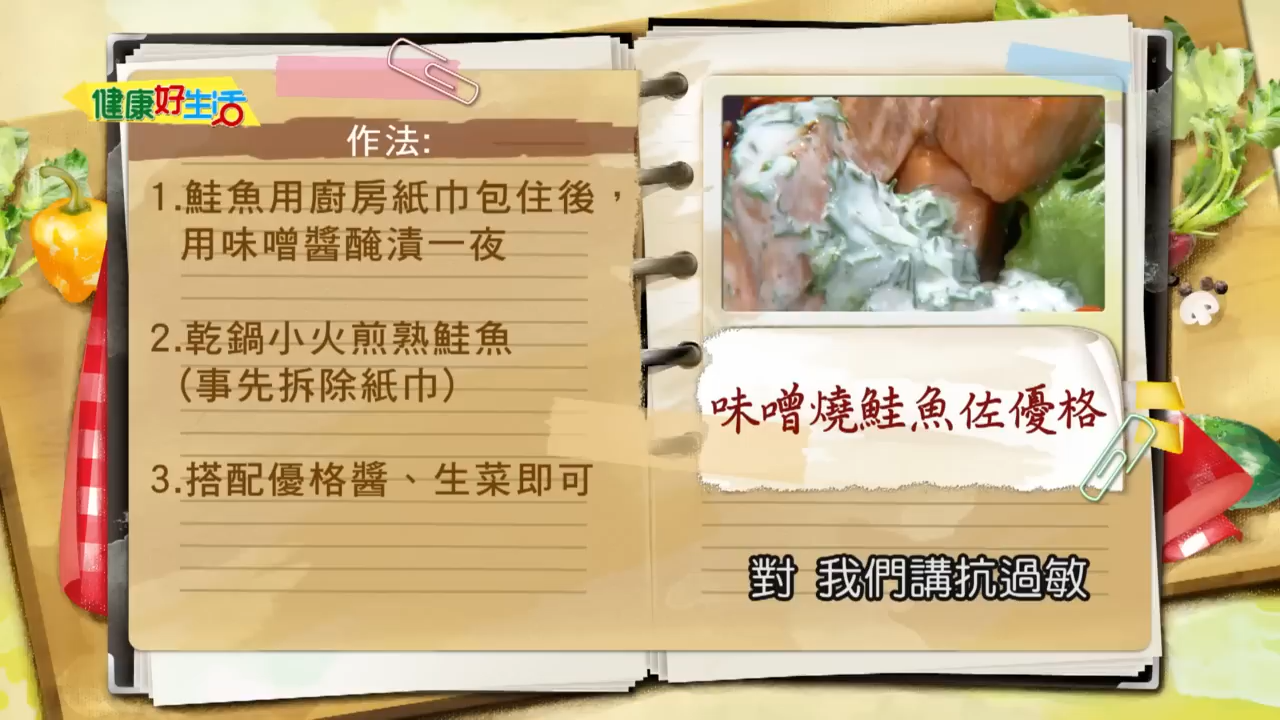 健康好生活
作法:
1.鮭魚用廚房紙巾包住後，
用味噌醬醃漬一夜
2.乾鍋小火煎熟鮭魚
(事先拆除紙巾)
3.搭配優格醬、生菜即可
味噌燒鮭魚佐優格
對 我們講抗過敏